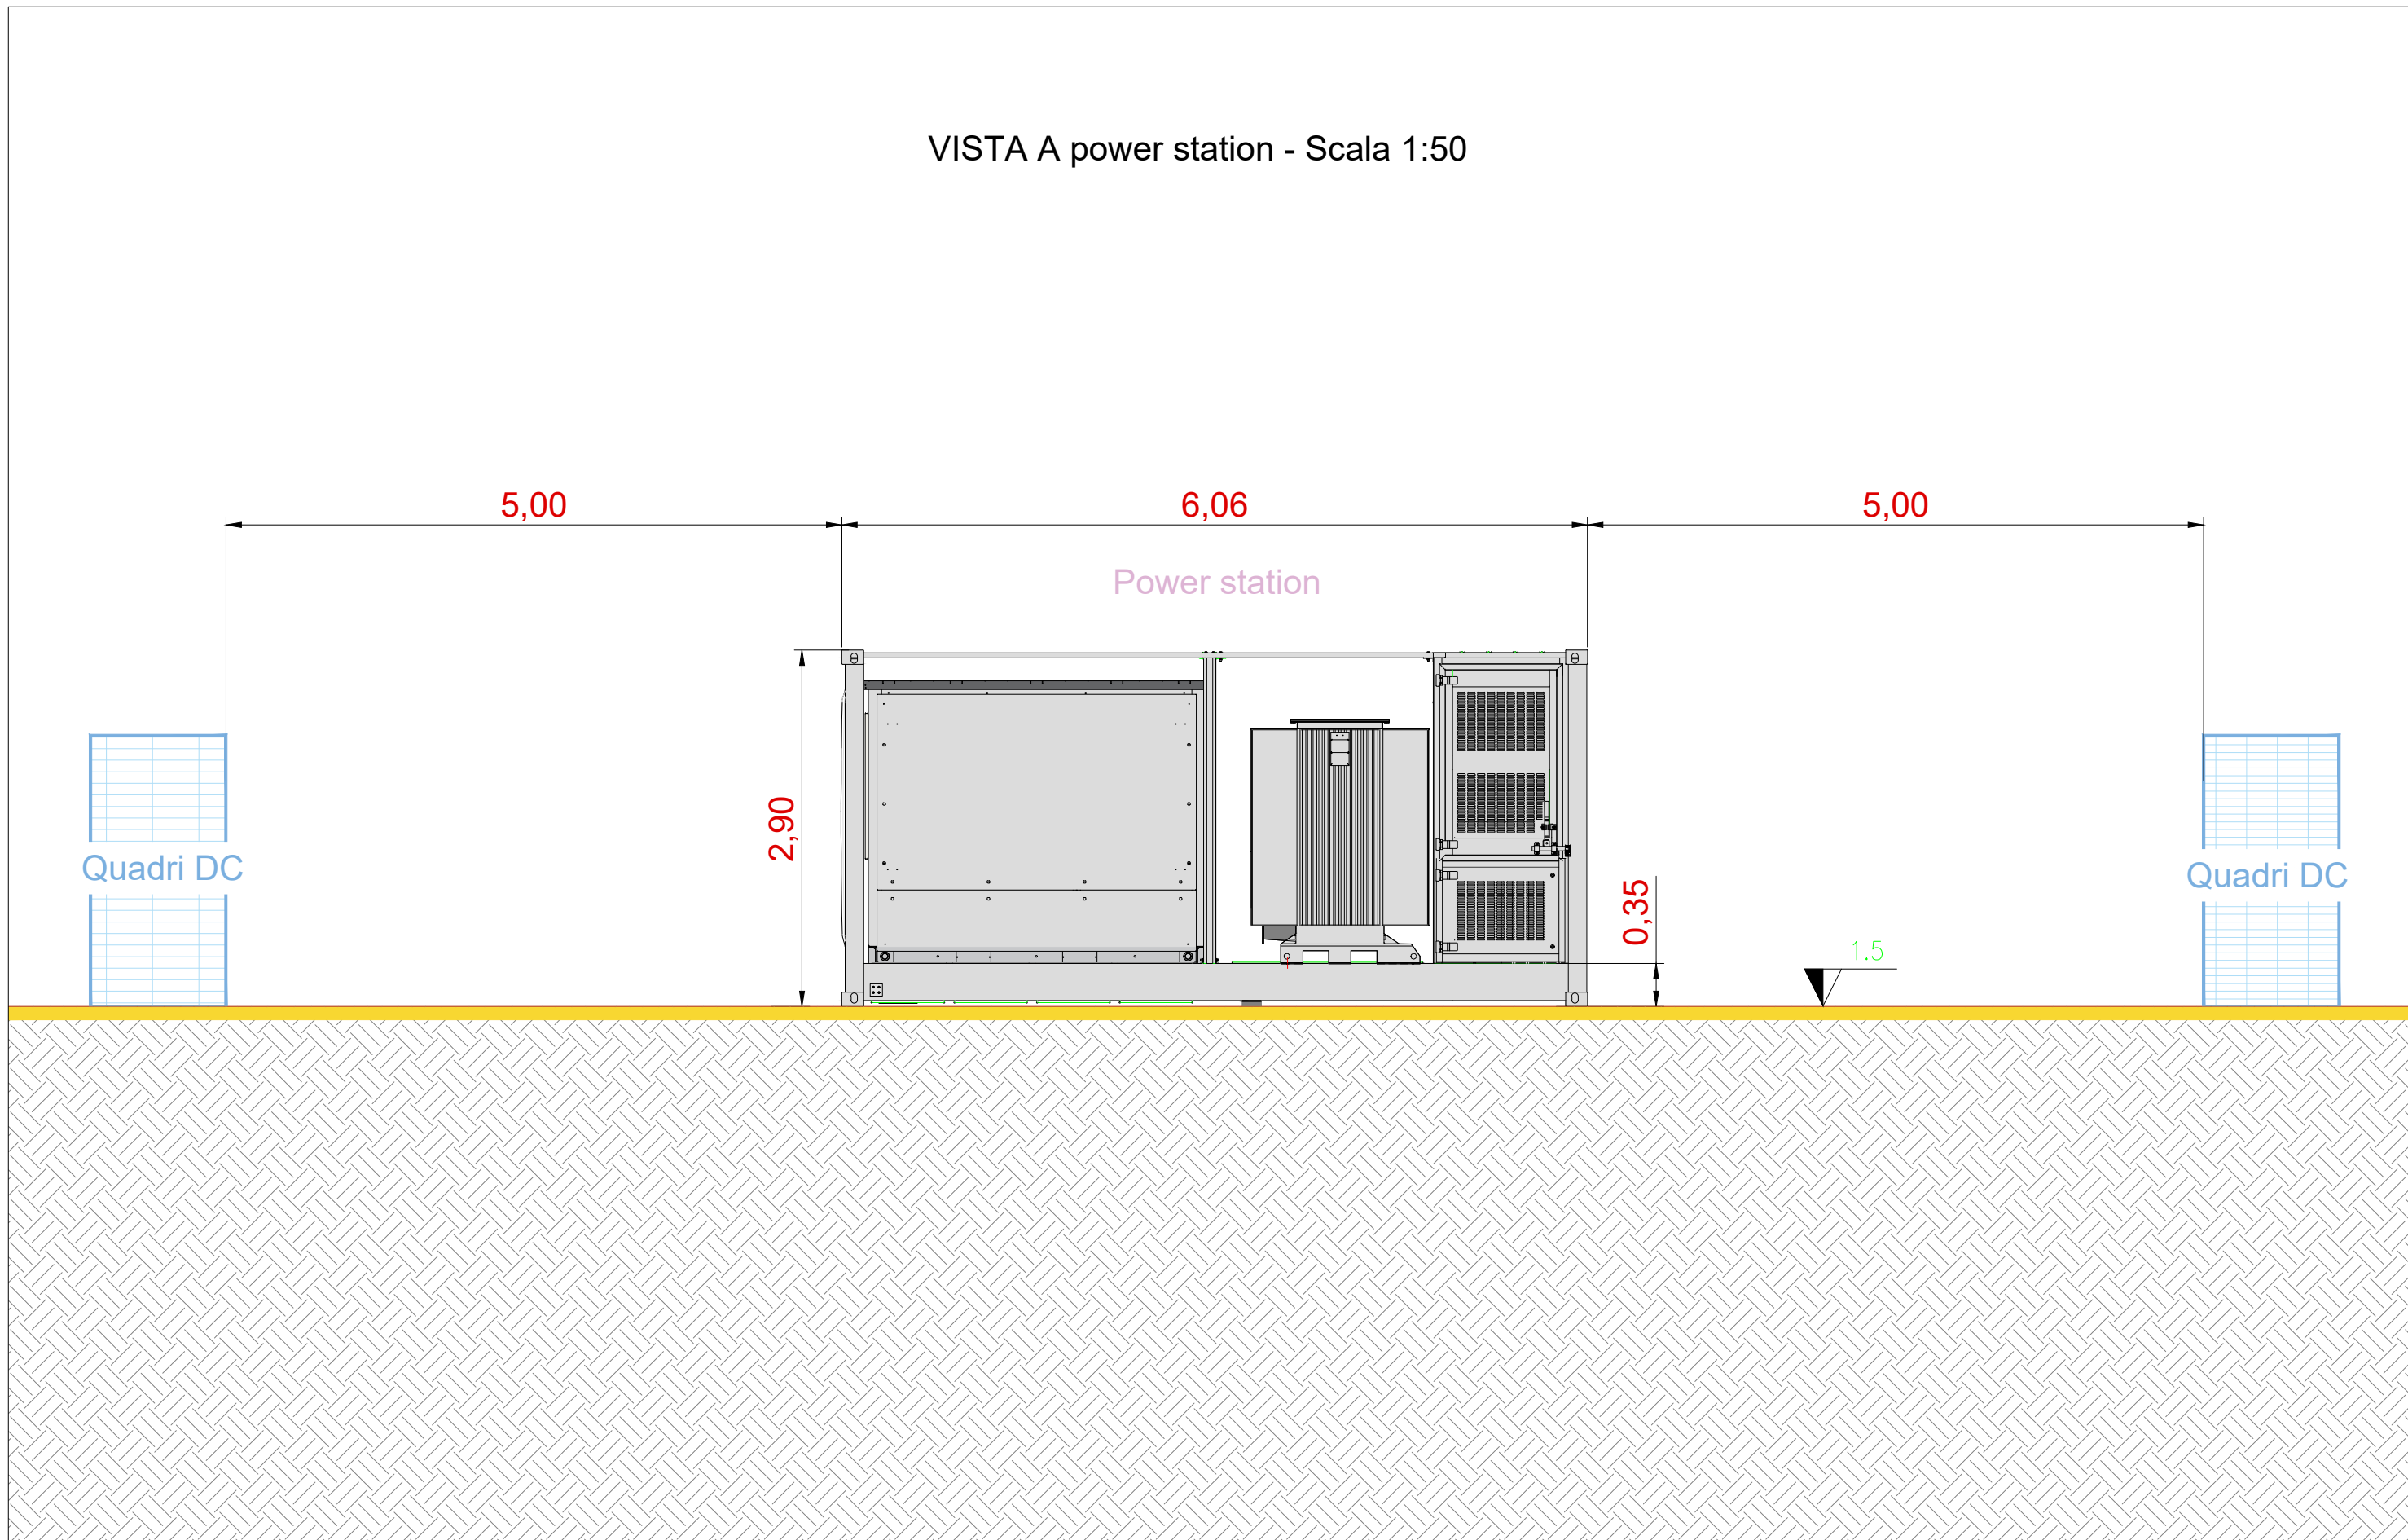 VISTA A power station - Scala 1:50
5,00
6,06
5,00
Power station
2,90
Quadri DC
0,35
Quadri DC
1.5